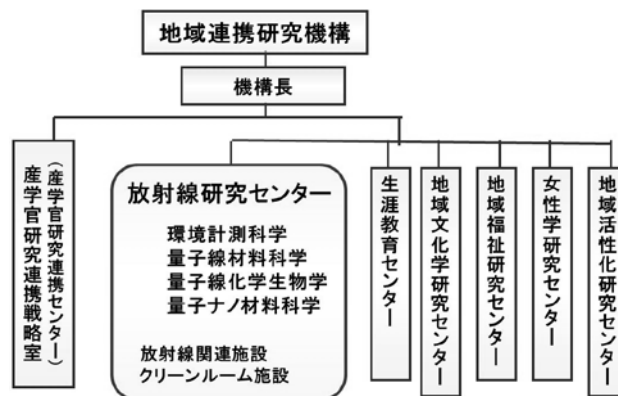 地域連携研究機構
機構長
産学官研究連携戦略室
(産学官研究連携センター)
放射線研究センター
環境計測科学
量子線材料科学
量子線化学生物学
量子ナノ材料科学
放射線関連施設
クリーンルーム施設
生涯教育センター
地域文化学研究センター
地域福祉研究センター
女性学研究センター
地域活性化研究センター